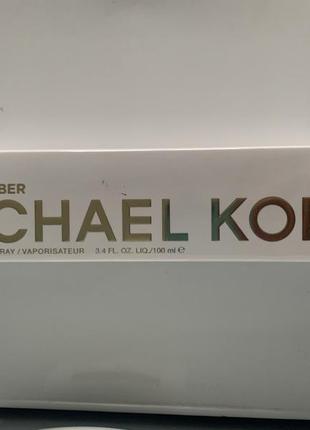 BER
CHAEL KO
RAY / VAPORISATEUR 3.4 FL. OZ. LIQ./100 ml ℮